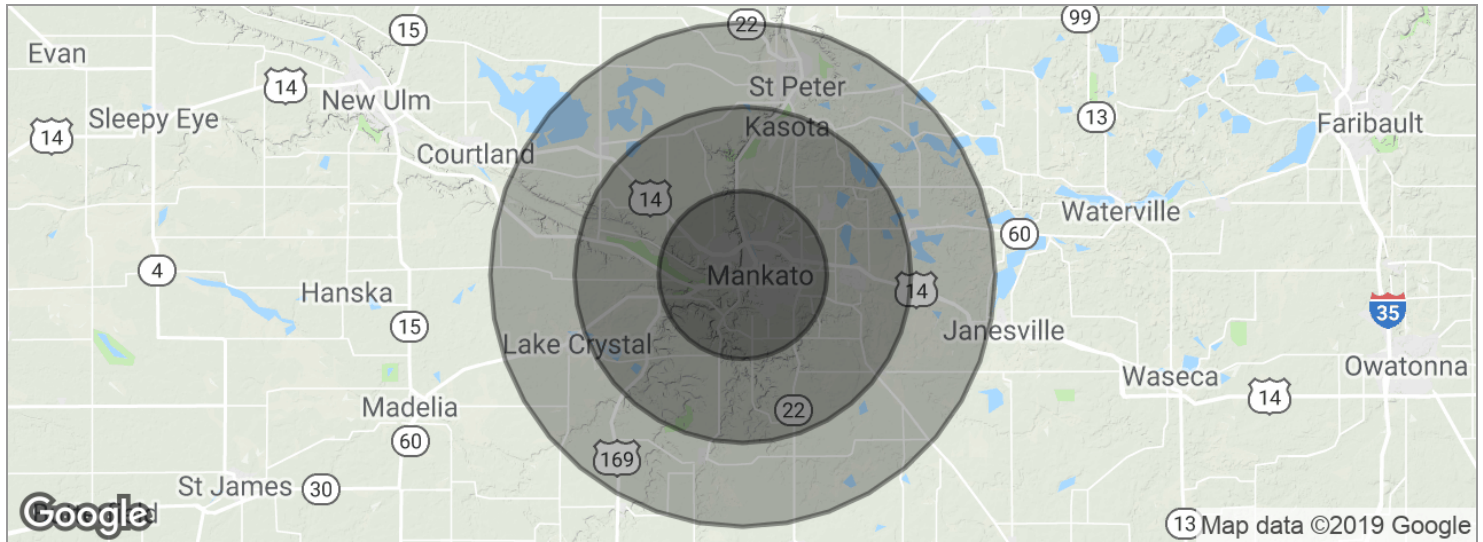 22
99
15
Evan
14
St Peter
New Ulm
13
Sleepy Eye
14
Kasota
Faribault
Courtland
14
Waterville
60
4
Mankato
14
Hanska
35
15
Janesville
Lake Crystal
Owatonna
Waseca
14
Madelia
22
60
169
St James
30
Google
13
Map data ©2019 Google